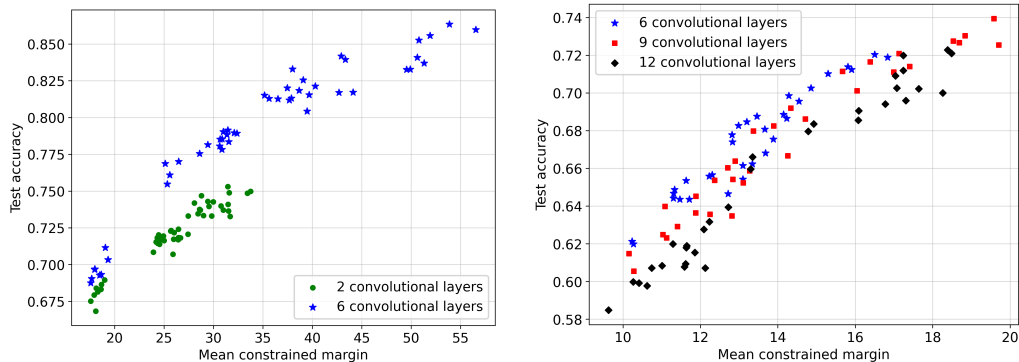 0.850
0.825
0.800
0.775
0.750
0.725
0.700
0.675
Test accuracy
20 25 30 35 40 45 50 55
Mean constrained margin
2 convolutional layers
6 convolutional layers
0.74
0.72
0.70
0.68
0.66
0.64
0.62
0.60
0.58
Test accuracy
10 12 14 16 18 20
Mean constrained margin
6 convolutional layers
9 convolutional layers
12 convolutional layers